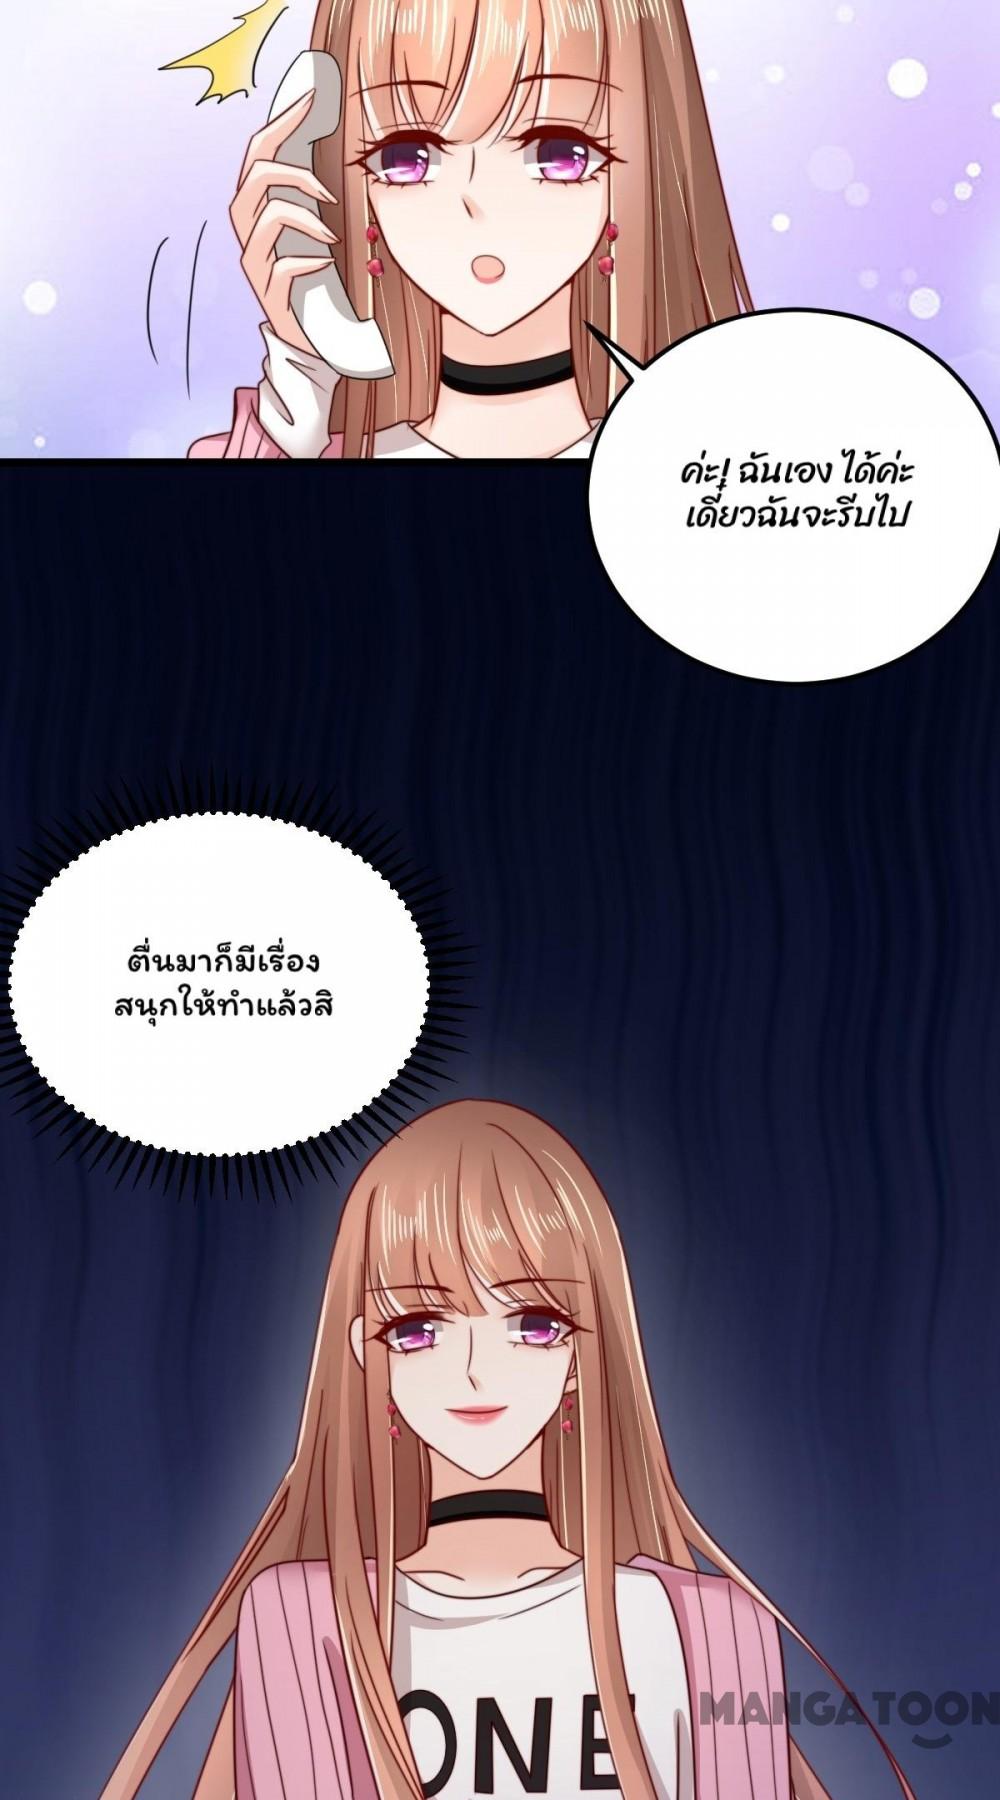 ค่ะ! ฉันเอง ได้ค่ะ
เดี๋ยวฉันจะรีบไป
ตื่นมาก็มีเรื่อง
สนุกให้ทำแล้วสิ
ONE
MANGATOON